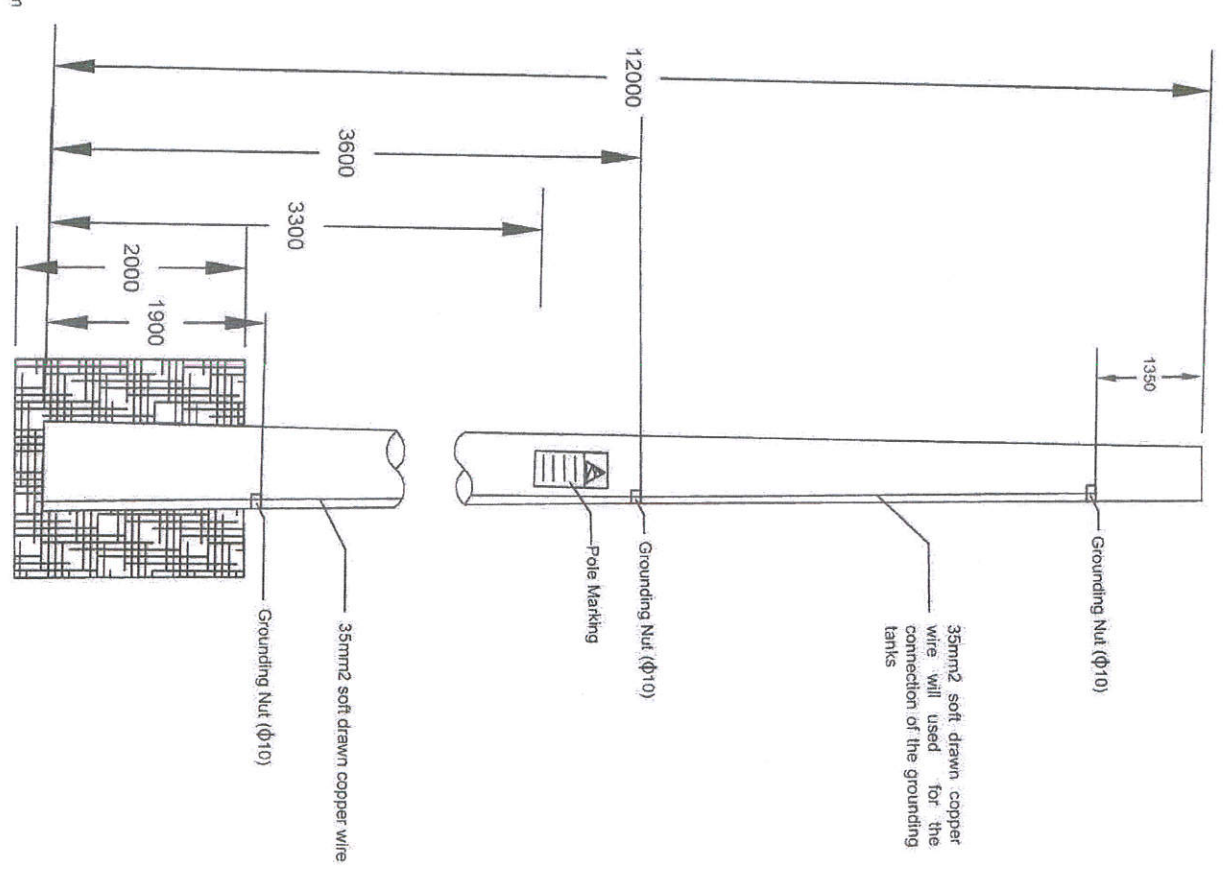 12000
3600
3300
2000
1900
1350
Grounding Nut (Φ10)
35mm2 soft drawn copper
wire will used for the
connection of the grounding
tanks
Grounding Nut (Φ10)
Pole Marking
35mm2 soft drawn copper wire
Grounding Nut (Φ10)